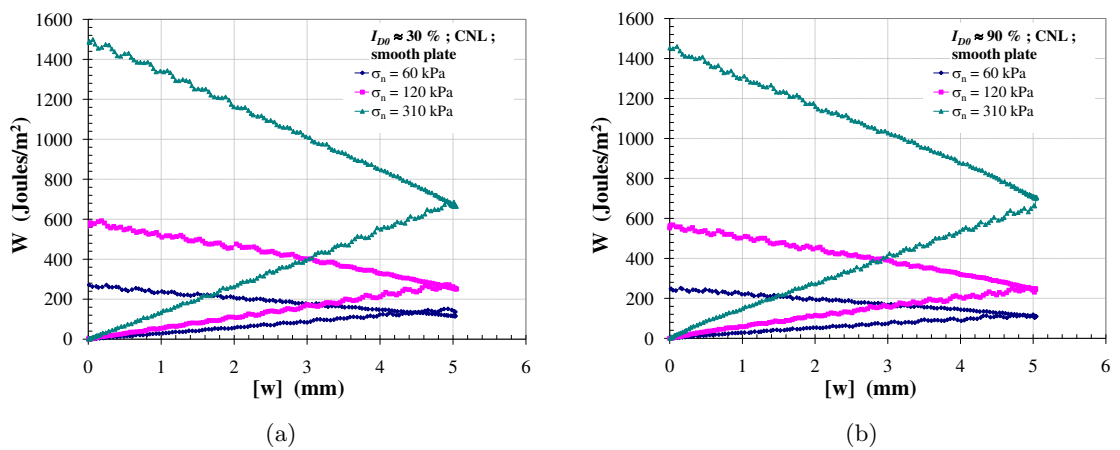 1600
1400
1200
1000
800
600
400
200
0
W (Joules/m²)
I_D0 ≈ 30 % ; CNL ;
smooth plate
σn = 60 kPa
σn = 120 kPa
σn = 310 kPa
0 1 2 3 4 5 6
[w] (mm)
(a)
1600
1400
1200
1000
800
600
400
200
0
W (Joules/m²)
I_D0 ≈ 90 % ; CNL ;
smooth plate
σn = 60 kPa
σn = 120 kPa
σn = 310 kPa
0 1 2 3 4 5 6
[w] (mm)
(b)